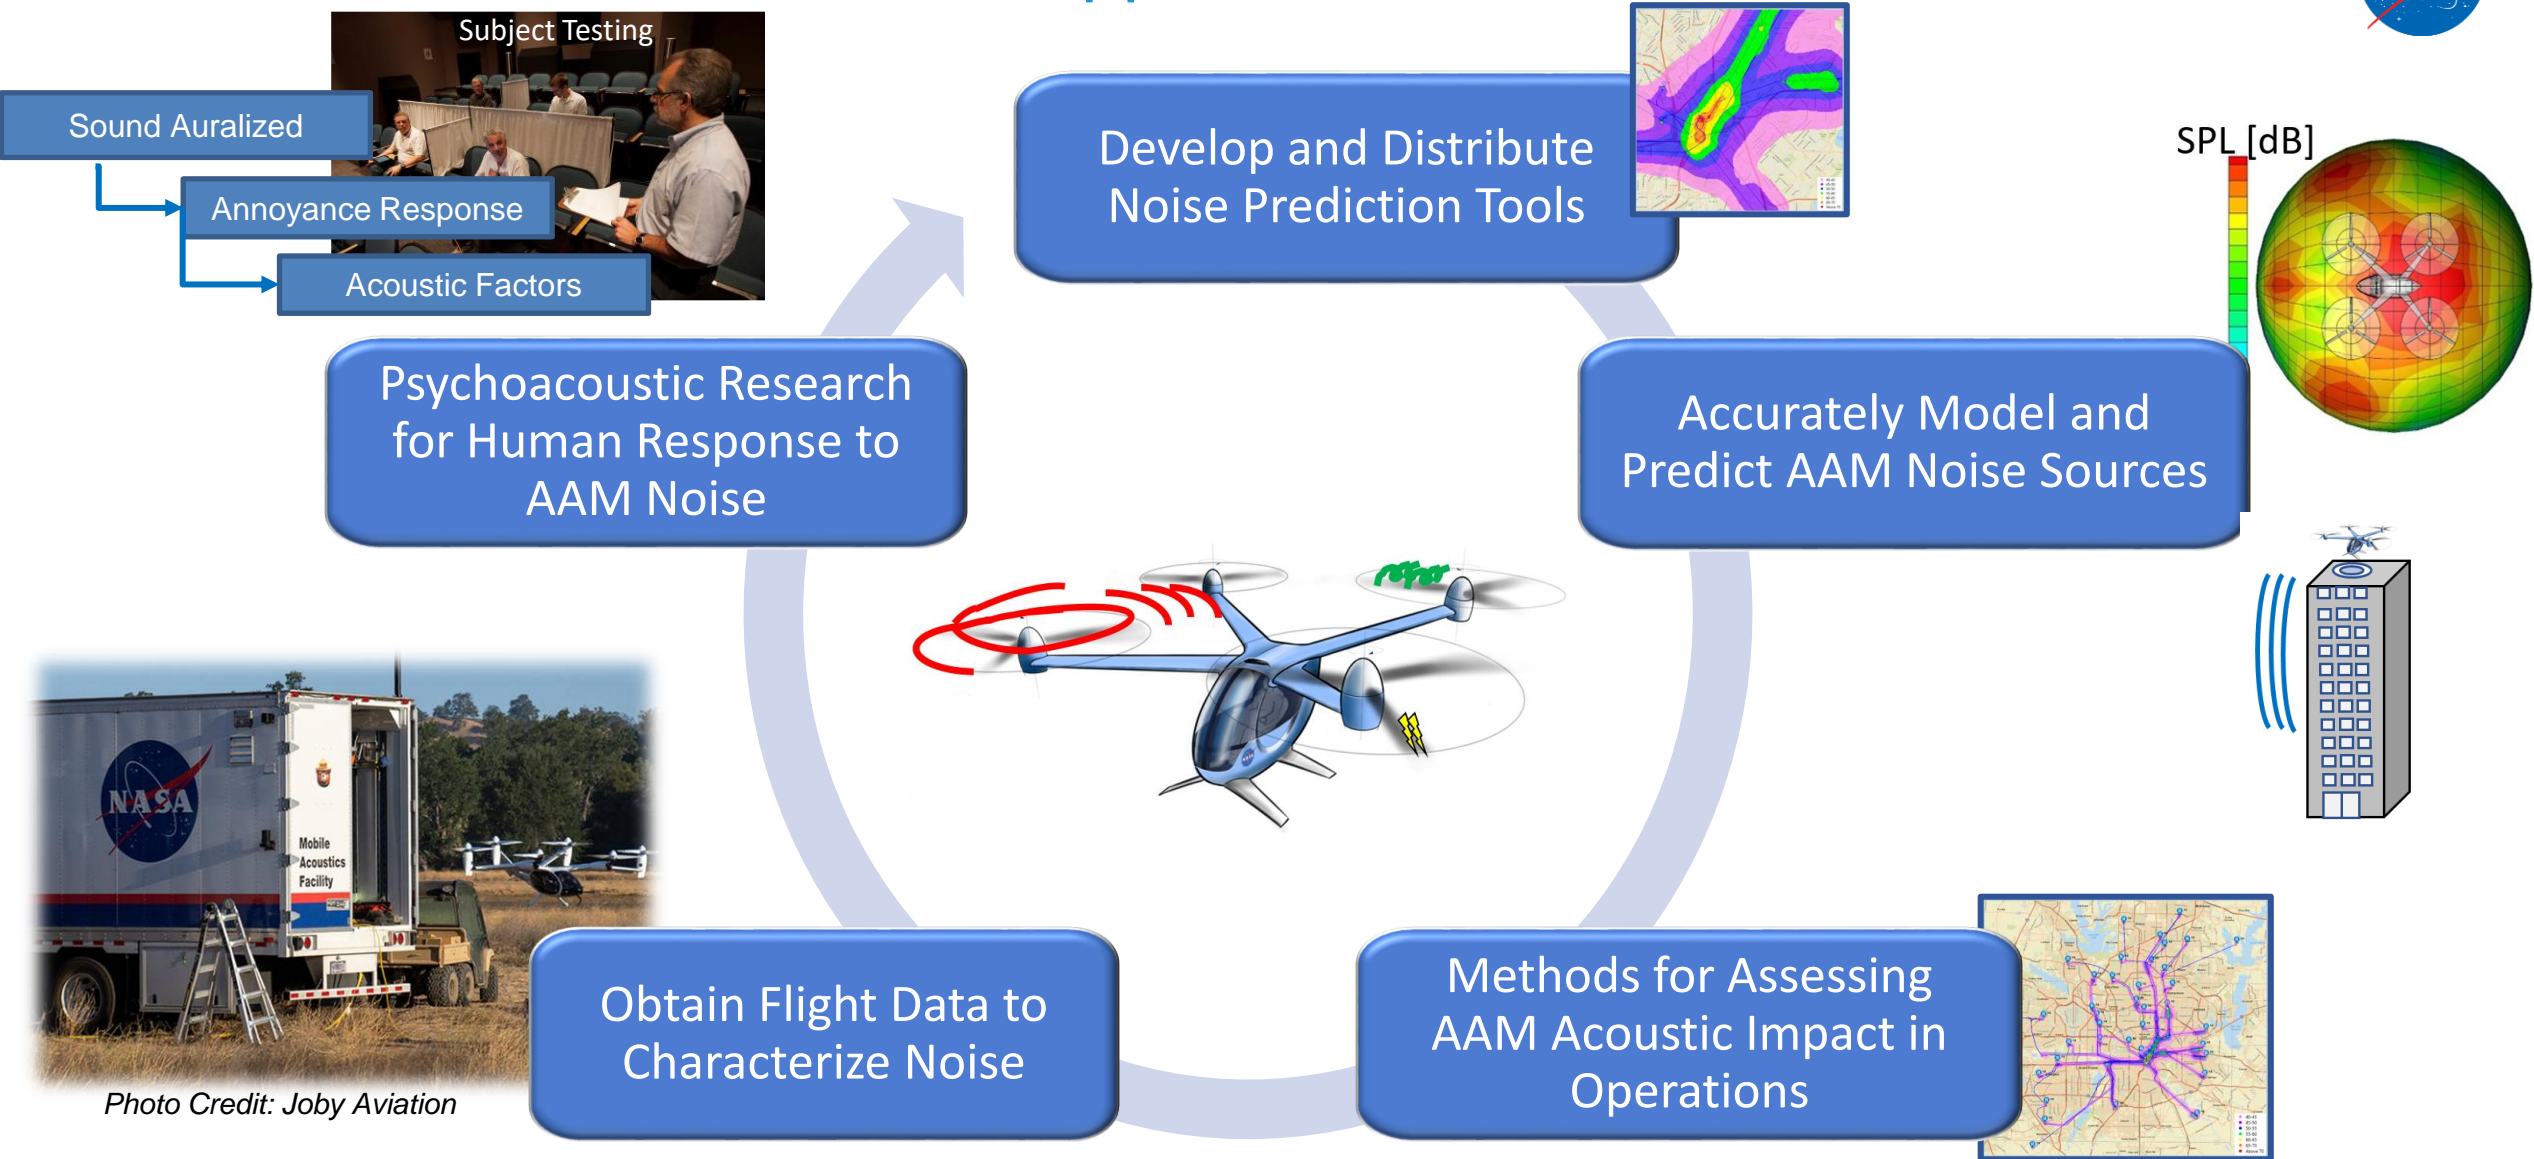 Subject Testing
Sound Auralized
Annoyance Response
Acoustic Factors
Develop and Distribute
Noise Prediction Tools
SPL [dB]
Psychoacoustic Research
for Human Response to
AAM Noise
Accurately Model and
Predict AAM Noise Sources
NASA
Mobile
Acoustics
Facility
Photo Credit: Joby Aviation
Obtain Flight Data to
Characterize Noise
Methods for Assessing
AAM Acoustic Impact in
Operations